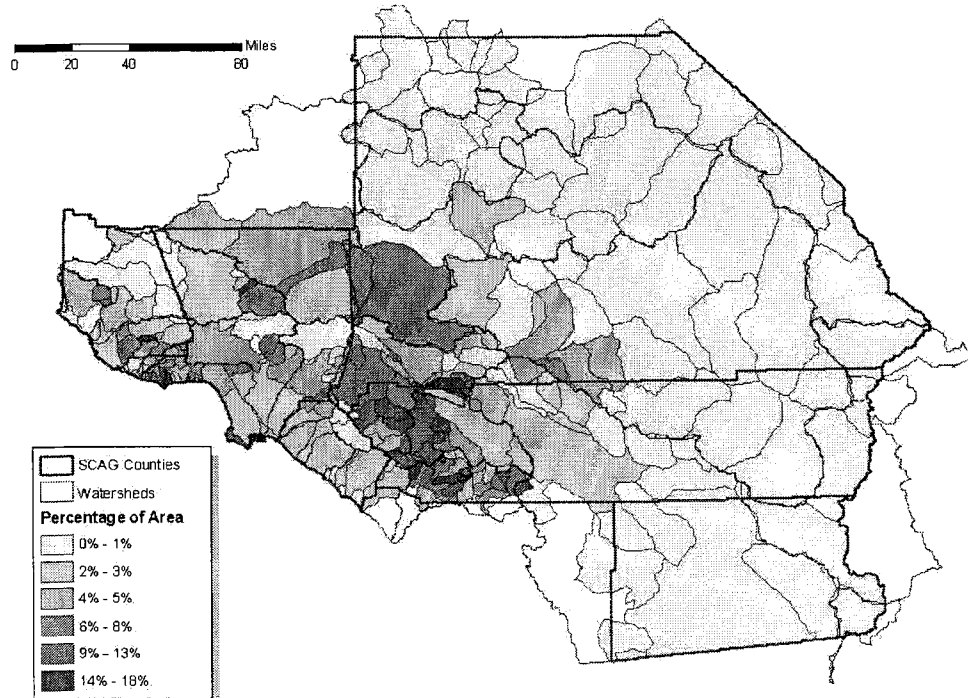 Miles
0 20 40 80
SCAG Counties
Watersheds
Percentage of Area
0% - 1%
2% - 3%
4% - 5%
6% - 8%
9% - 13%
14% - 18%